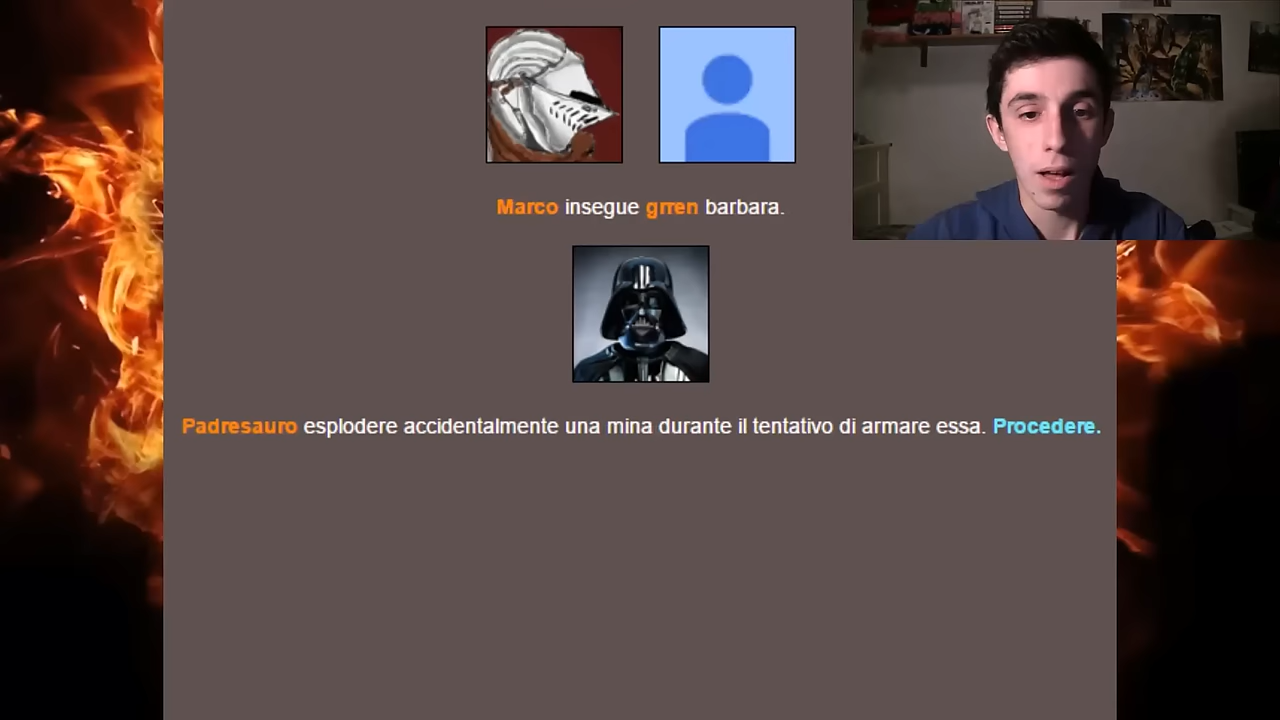 Marco insegue grren barbara.
Padresauro esplodere accidentalmente una mina durante il tentativo di armare essa. Procedere.